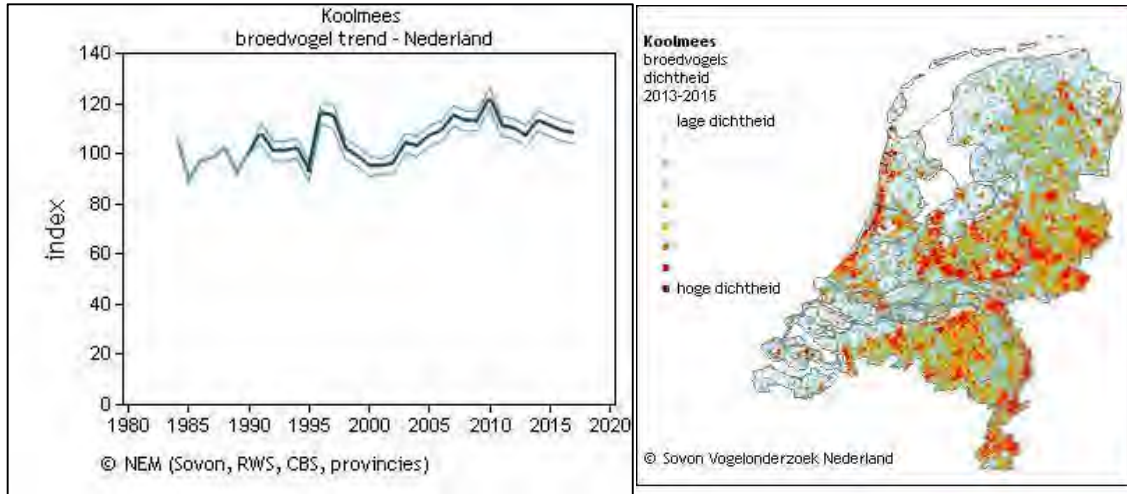 Koolmees
broedvogel trend - Nederland
index
140
120
100
80
60
40
20
0
1980 1985 1990 1995 2000 2005 2010 2015 2020
© NEM (Sovon, RWS, CBS, provincies)
Koolmees
broedvogels
dichtheid
2013-2015
lage dichtheid
hoge dichtheid
© Sovon Vogelonderzoek Nederland